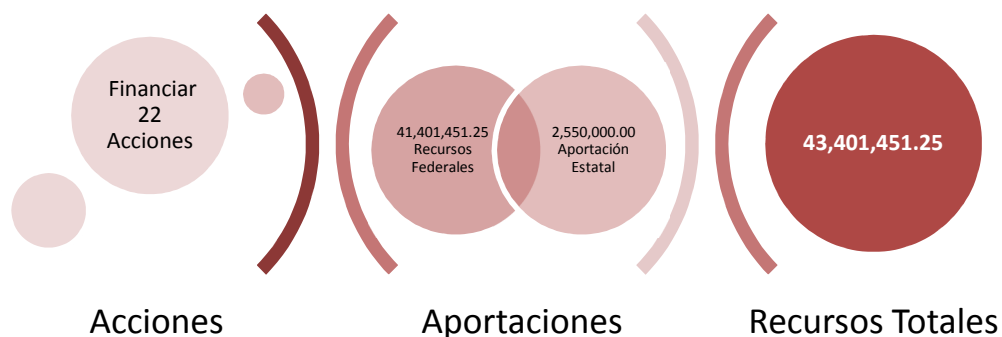 Financiar
22
Acciones
41,401,451.25
Recursos
Federales
2,550,000.00
Aportación
Estatal
43,401,451.25
Acciones
Aportaciones
Recursos Totales